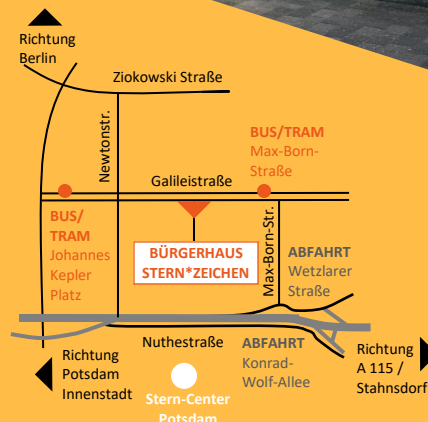 Richtung
Berlin
Ziokowski Straße
Newtonstr.
BUS/TRAM
Max-Born-
Straße
Galileistraße
BUS/
TRAM
Johannes
Kepler
Platz
BÜRGERHAUS
STERN*ZEICHEN
Max-Born-Str.
ABFAHRT
Wetzlarer
Straße
Nuthestraße
ABFAHRT
Konrad-
Wolf-Allee
Richtung
Potsdam
Innenstadt
Richtung
A 115 /
Stahnsdorf
Stern-Center
Potsdam